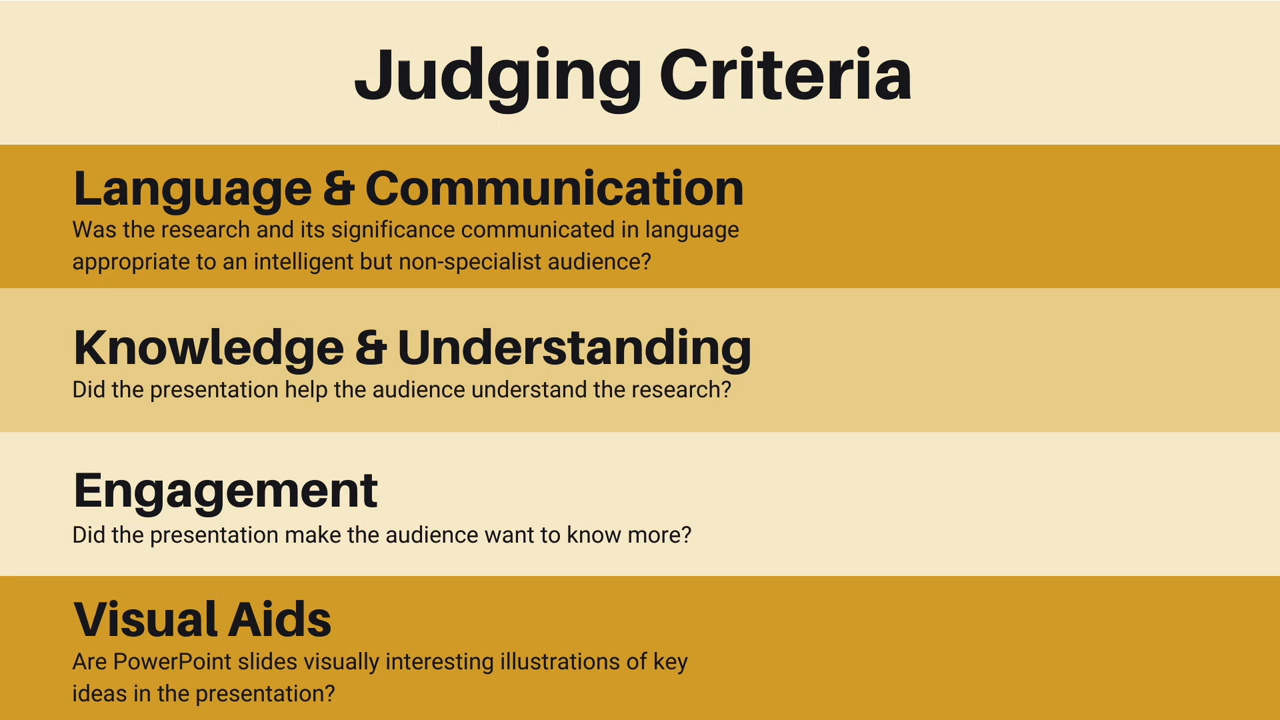 Judging Criteria
Language & Communication
Was the research and its significance communicated in language
appropriate to an intelligent but non-specialist audience?
Knowledge & Understanding
Did the presentation help the audience understand the research?
Engagement
Did the presentation make the audience want to know more?
Visual Aids
Are PowerPoint slides visually interesting illustrations of key
ideas in the presentation?